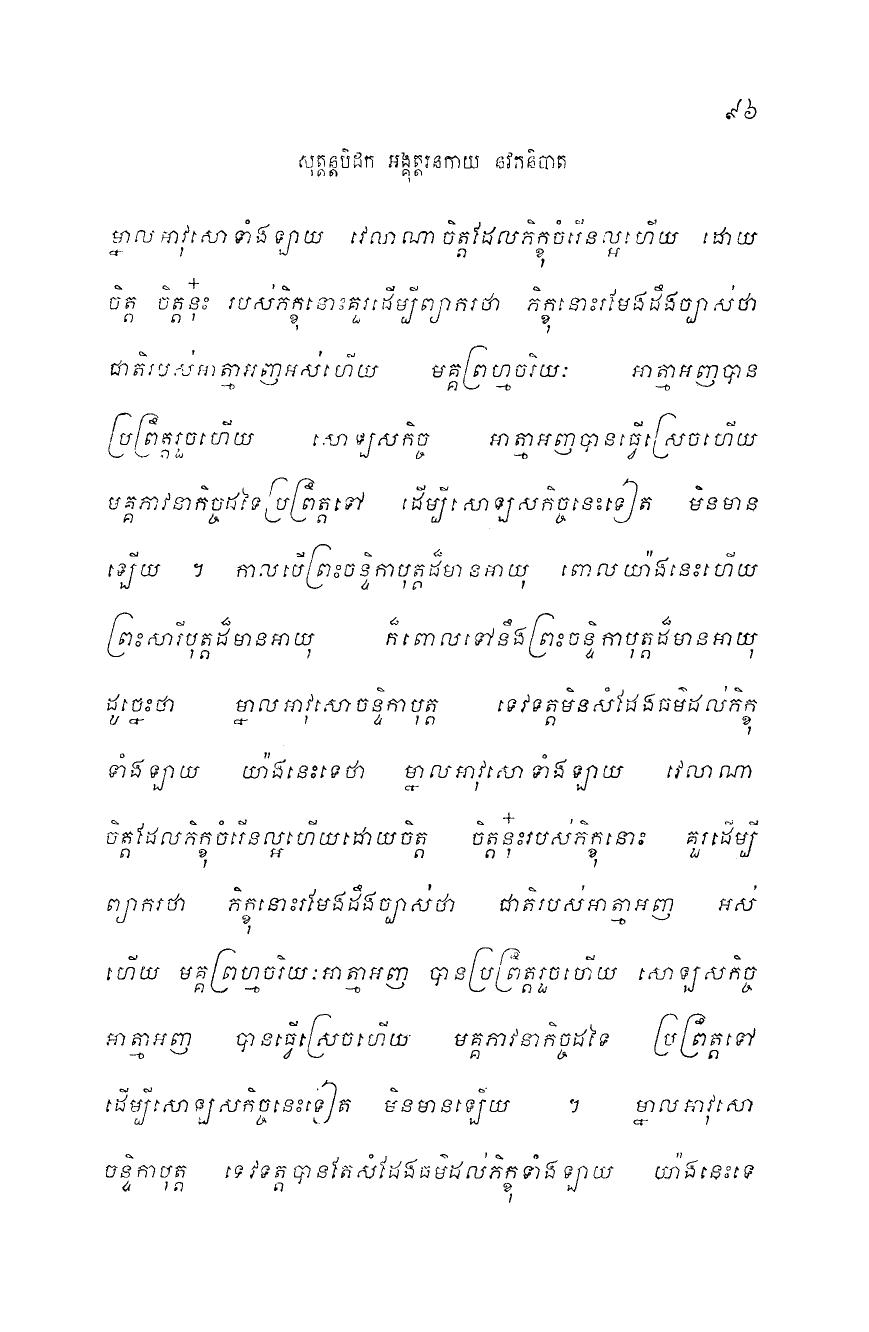 ៩៦
សុត្តន្តបិដក អង្គុត្តរនិកាយ នវកនិបាត
ម្នាលអាវុសោទាំងឡាយ វេលាណាចិត្តដែលភិក្ខុចំរើនល្អហើយ ដោយ
ចិត្ត ចិត្តនុ៎ះ របស់ភិក្ខុនោះគួរដើម្បីព្យាករថា ភិក្ខុនោះរមែងដឹងច្បាស់ថា
ជាតិរបស់អាត្មាអញអស់ហើយ មគ្គព្រហ្មចរិយៈ អាត្មាអញបាន
ប្រព្រឹត្តរួចហើយ សោឡសកិច្ច អាត្មាអញបានធ្វើស្រេចហើយ
មគ្គភាវនាកិច្ចដទៃប្រព្រឹត្តទៅ ដើម្បីសោឡសកិច្ចនេះទៀត មិនមាន
ឡើយ ។ កាលបើព្រះចន្ទិកាបុត្តដ៏មានអាយុ ពោលយ៉ាងនេះហើយ
ព្រះសារីបុត្តដ៏មានអាយុ ក៏ពោលទៅនឹងព្រះចន្ទិកាបុត្តដ៏មានអាយុ
ដូច្នេះថា ម្នាលអាវុសោចន្ទិកាបុត្ត ទេវទត្តមិនសំដែងធម៌ដល់ភិក្ខុ
ទាំងឡាយ យ៉ាងនេះទេថា ម្នាលអាវុសោទាំងឡាយ វេលាណា
ចិត្តដែលភិក្ខុចំរើនល្អហើយដោយចិត្ត ចិត្តនុ៎ះរបស់ភិក្ខុនោះ គួរដើម្បី
ព្យាករថា ភិក្ខុនោះរមែងដឹងច្បាស់ថា ជាតិរបស់អាត្មាអញ អស់
ហើយ មគ្គព្រហ្មចរិយៈអាត្មាអញ បានប្រព្រឹត្តរួចហើយ សោឡសកិច្ច
អាត្មាអញ បានធ្វើស្រេចហើយ មគ្គភាវនាកិច្ចដទៃ ប្រព្រឹត្តទៅ
ដើម្បីសោឡសកិច្ចនេះទៀត មិនមានឡើយ ។ ម្នាលអាវុសោ
ចន្ទិកាបុត្ត ទេវទត្តបានតែសំដែងធម៌ដល់ភិក្ខុទាំងឡាយ យ៉ាងនេះទេ